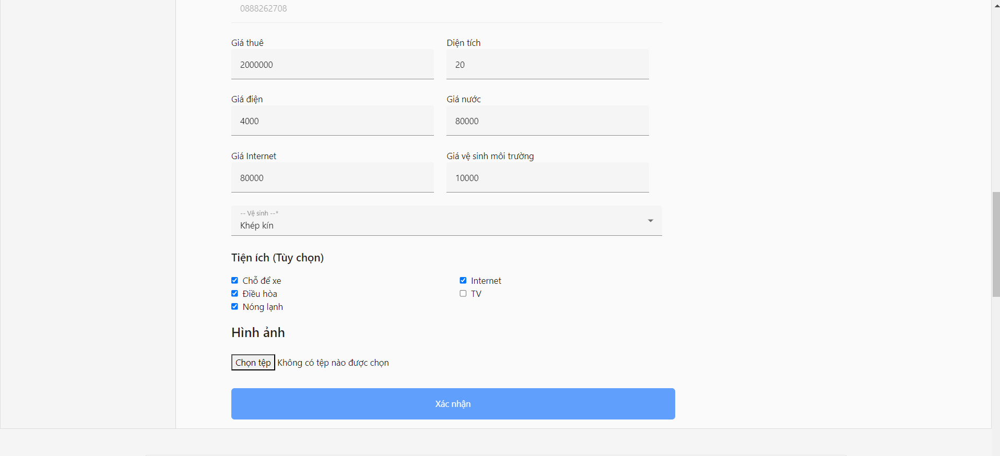 0888262708
Giá thuê
Diện tích
2000000
20
Giá điện
Giá nước
4000
80000
Giá Internet
Giá vệ sinh môi trường
80000
10000
-- Vệ sinh --*
Khép kín
Tiện ích (Tùy chọn)
Chỗ để xe
Internet
Điều hòa
TV
Nóng lạnh
Hình ảnh
Chọn tệp Không có tệp nào được chọn
Xác nhận